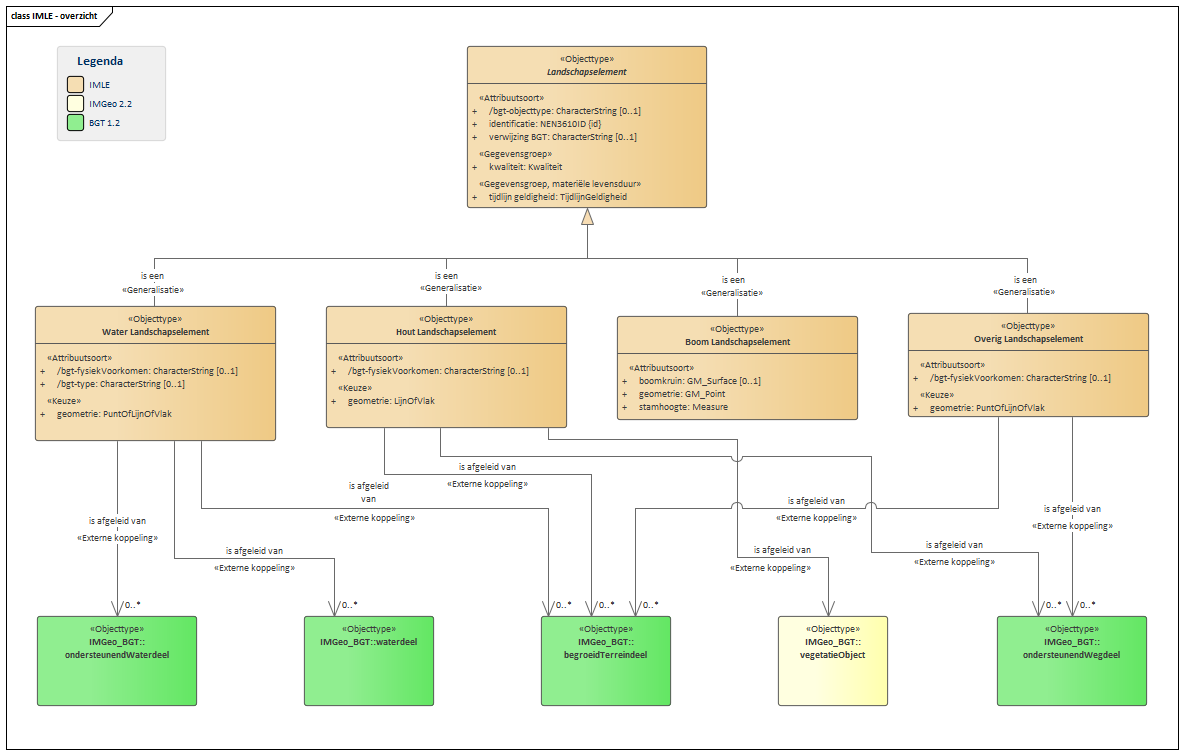 class IMLE - overzicht
Legenda
IMLE
IMGeo 2.2
BGT 1.2
«Objecttype»
Landschapselement
«Attribuutsoort»
+ /bgt-objecttype: CharacterString [0..1]
+ identificatie: NEN3610ID {id}
+ verwijzing BGT: CharacterString [0..1]
«Gegevensgroep»
+ kwaliteit: Kwaliteit
«Gegevensgroep, materiële levensduur»
+ tijdlijn geldigheid: TijdlijnGeldigheid
is een
«Generalisatie»
is een
«Generalisatie»
is een
«Generalisatie»
is een
«Generalisatie»
«Objecttype»
Water Landschapselement
«Attribuutsoort»
+ /bgt-fysiekVoorkomen: CharacterString [0..1]
+ /bgt-type: CharacterString [0..1]
«Keuze»
+ geometrie: PuntOfLijnOfVlak
«Objecttype»
Hout Landschapselement
«Attribuutsoort»
+ /bgt-fysiekVoorkomen: CharacterString [0..1]
«Keuze»
+ geometrie: LijnOfVlak
«Objecttype»
Boom Landschapselement
«Attribuutsoort»
+ boomkruin: GM_Surface [0..1]
+ geometrie: GM_Point
+ stamhoogte: Measure
«Objecttype»
Overig Landschapselement
«Attribuutsoort»
+ /bgt-fysiekVoorkomen: CharacterString [0..1]
«Keuze»
+ geometrie: PuntOfLijnOfVlak
is afgeleid van
«Externe koppeling»
is afgeleid
van
«Externe koppeling»
is afgeleid van
«Externe koppeling»
is afgeleid van
«Externe koppeling»
is afgeleid van
«Externe koppeling»
is afgeleid van
«Externe koppeling»
is afgeleid van
«Externe koppeling»
is afgeleid van
«Externe koppeling»
0..*
0..*
0..*
0..*
0..*
0..*
0..*
«Objecttype»
IMGeo_BGT::
ondersteunendWaterdeel
«Objecttype»
IMGeo_BGT::waterdeel
«Objecttype»
IMGeo_BGT::
begroeidTerreindeel
«Objecttype»
IMGeo_BGT::
vegetatieObject
«Objecttype»
IMGeo_BGT::
ondersteunendWegdeel